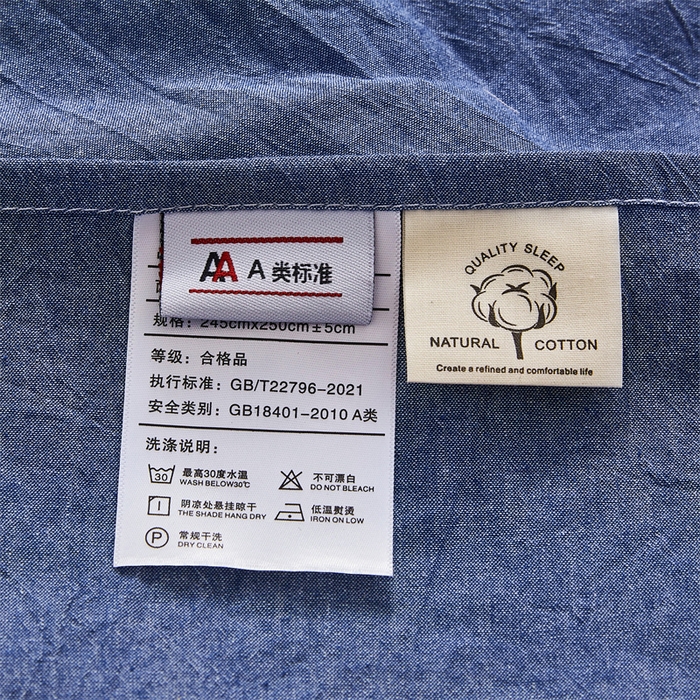 AA A 类标准
规格: 245cmx250cm±5cm
等级: 合格品
执行标准: GB/T22796-2021
安全类别: GB18401-2010 A类
洗涤说明:
30 最高30度水温
WASH BELOW30℃
不可漂白
DO NOT BLEACH
阴凉处悬挂晾干
THE SHADE HANG DRY
低温熨烫
IRON ON LOW
P 常规干洗
DRY CLEAN
QUALITY SLEEP
NATURAL COTTON
Create a refined and comfortable life